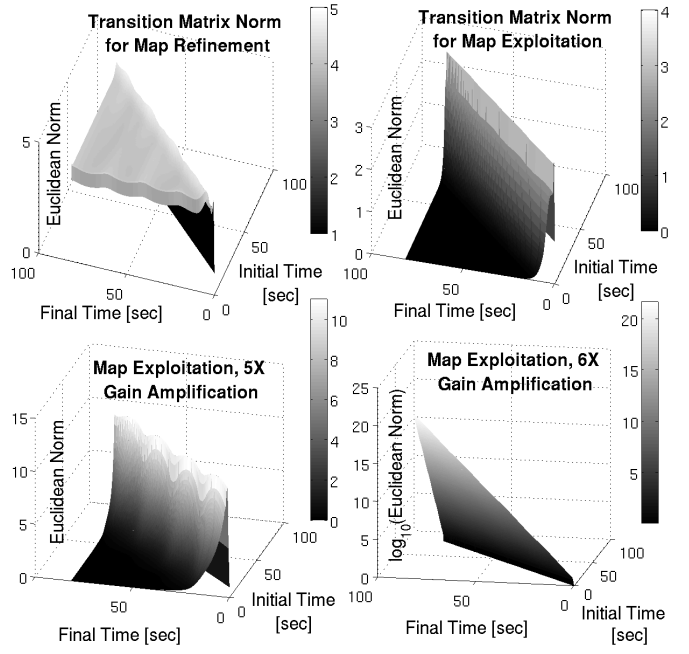 Transition Matrix Norm
for Map Refinement
5
4
3
2
1
Euclidean Norm
5
0
100
50
0
Final Time [sec]
0
50
100
Initial Time
[sec]
Transition Matrix Norm
for Map Exploitation
4
3
2
1
0
Euclidean Norm
3
2
1
0
100
50
0
Final Time [sec]
0
50
100
Initial Time
[sec]
Map Exploitation, 5X
Gain Amplification
10
8
6
4
2
0
Euclidean Norm
15
10
5
0
100
50
0
Final Time [sec]
0
50
100
Initial Time
[sec]
Map Exploitation, 6X
Gain Amplification
20
15
10
5
log10(Euclidean Norm)
25
20
15
10
5
0
100
50
0
Final Time [sec]
0
50
100
Initial Time
[sec]